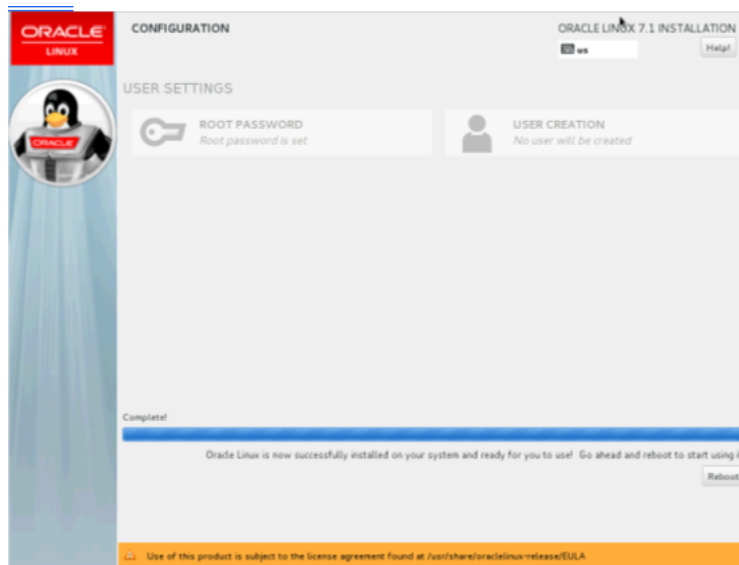 ORACLE
LINUX
CONFIGURATION
ORACLE LINUX 7.1 INSTALLATION
us
Help!
USER SETTINGS
ROOT PASSWORD
Root password is set
USER CREATION
No user will be created
ORACLE
Complete!
Oracle Linux is now successfully installed on your system and ready for you to use! Go ahead and reboot to start using i
Reboot
Use of this product is subject to the license agreement found at /usr/share/oraclelinux-release/EULA